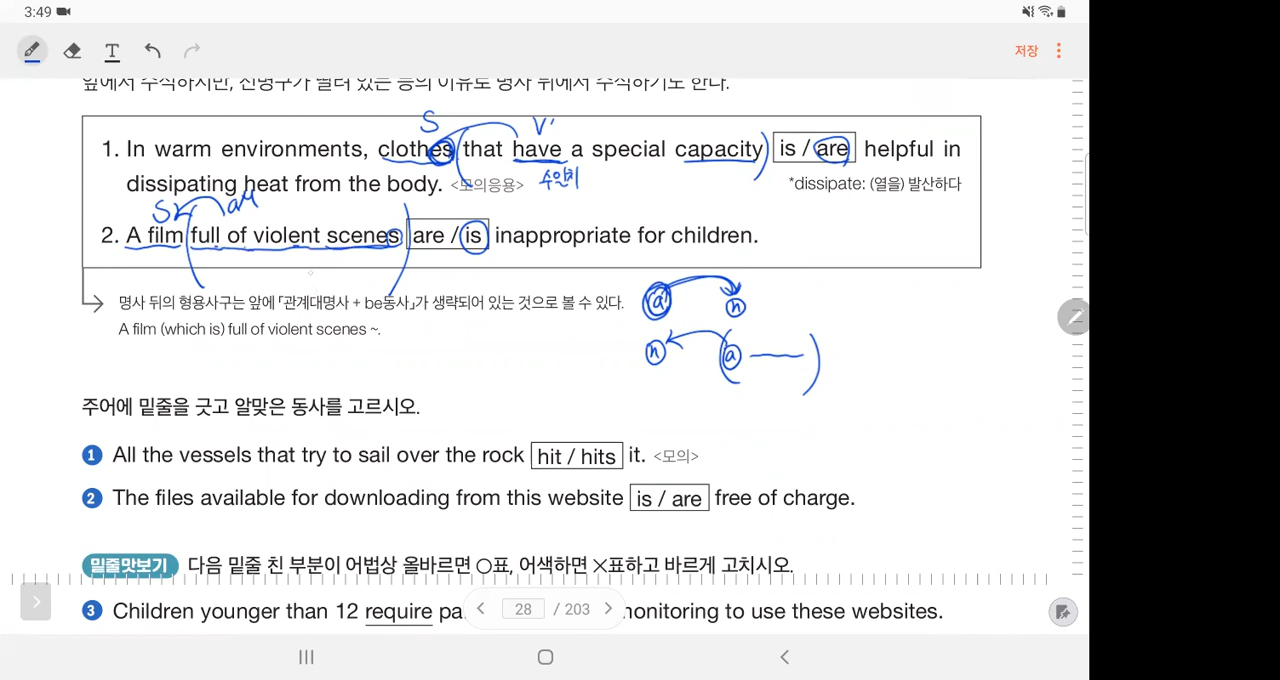 3:49
T
저장
앞에서 수식하지만, 전명구가 딸려 있는 등의 이유로 명사 뒤에서 수식하기도 한다.
S V'
1. In warm environments, clothes that have a special capacity is / are helpful in
dissipating heat from the body. <모의응용> 수일치 *dissipate: (열을) 발산하다
S
2. A film full of violent scenes are / is inappropriate for children.
명사 뒤의 형용사구는 앞에 「관계대명사 + be동사」가 생략되어 있는 것으로 볼 수 있다. a n
A film (which is) full of violent scenes ~. n a
주어에 밑줄을 긋고 알맞은 동사를 고르시오.
1 All the vessels that try to sail over the rock hit / hits it. <모의>
2 The files available for downloading from this website is / are free of charge.
밑줄맛보기 다음 밑줄 친 부분이 어법상 올바르면 ○표, 어색하면 ×표하고 바르게 고치시오.
3 Children younger than 12 require pa 28 / 203 monitoring to use these websites.